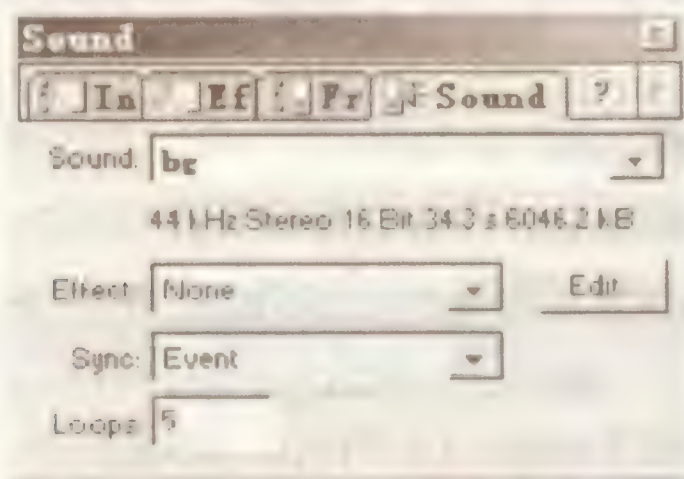 Sound
In Ef Fr Sound ?
Sound: bg
44 kHz Stereo 16 Bit 34.3 s 6046.2 kB
Effect: None Edit
Sync: Event
Loops: 5